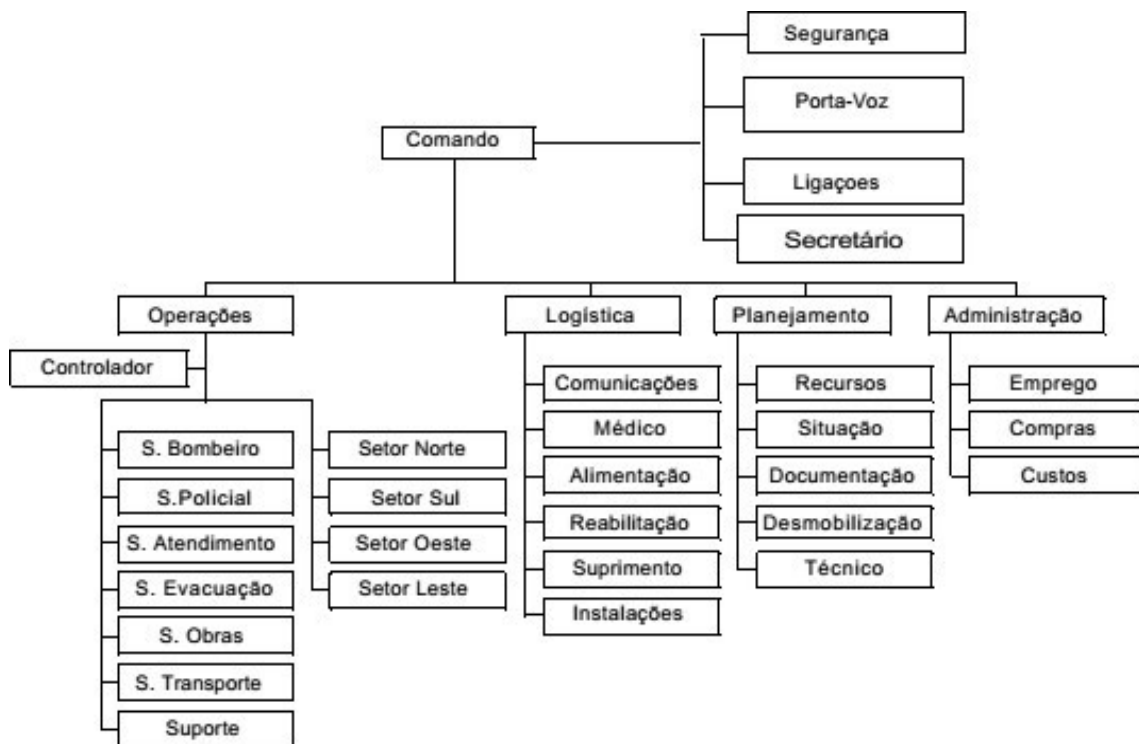 Segurança
Porta-Voz
Comando
Ligaçoes
Secretário
Operações
Logística
Planejamento
Administração
Controlador
S. Bombeiro
S.Policial
S. Atendimento
S. Evacuação
S. Obras
S. Transporte
Suporte
Setor Norte
Setor Sul
Setor Oeste
Setor Leste
Comunicações
Médico
Alimentação
Reabilitação
Suprimento
Instalações
Recursos
Situação
Documentação
Desmobilização
Técnico
Emprego
Compras
Custos